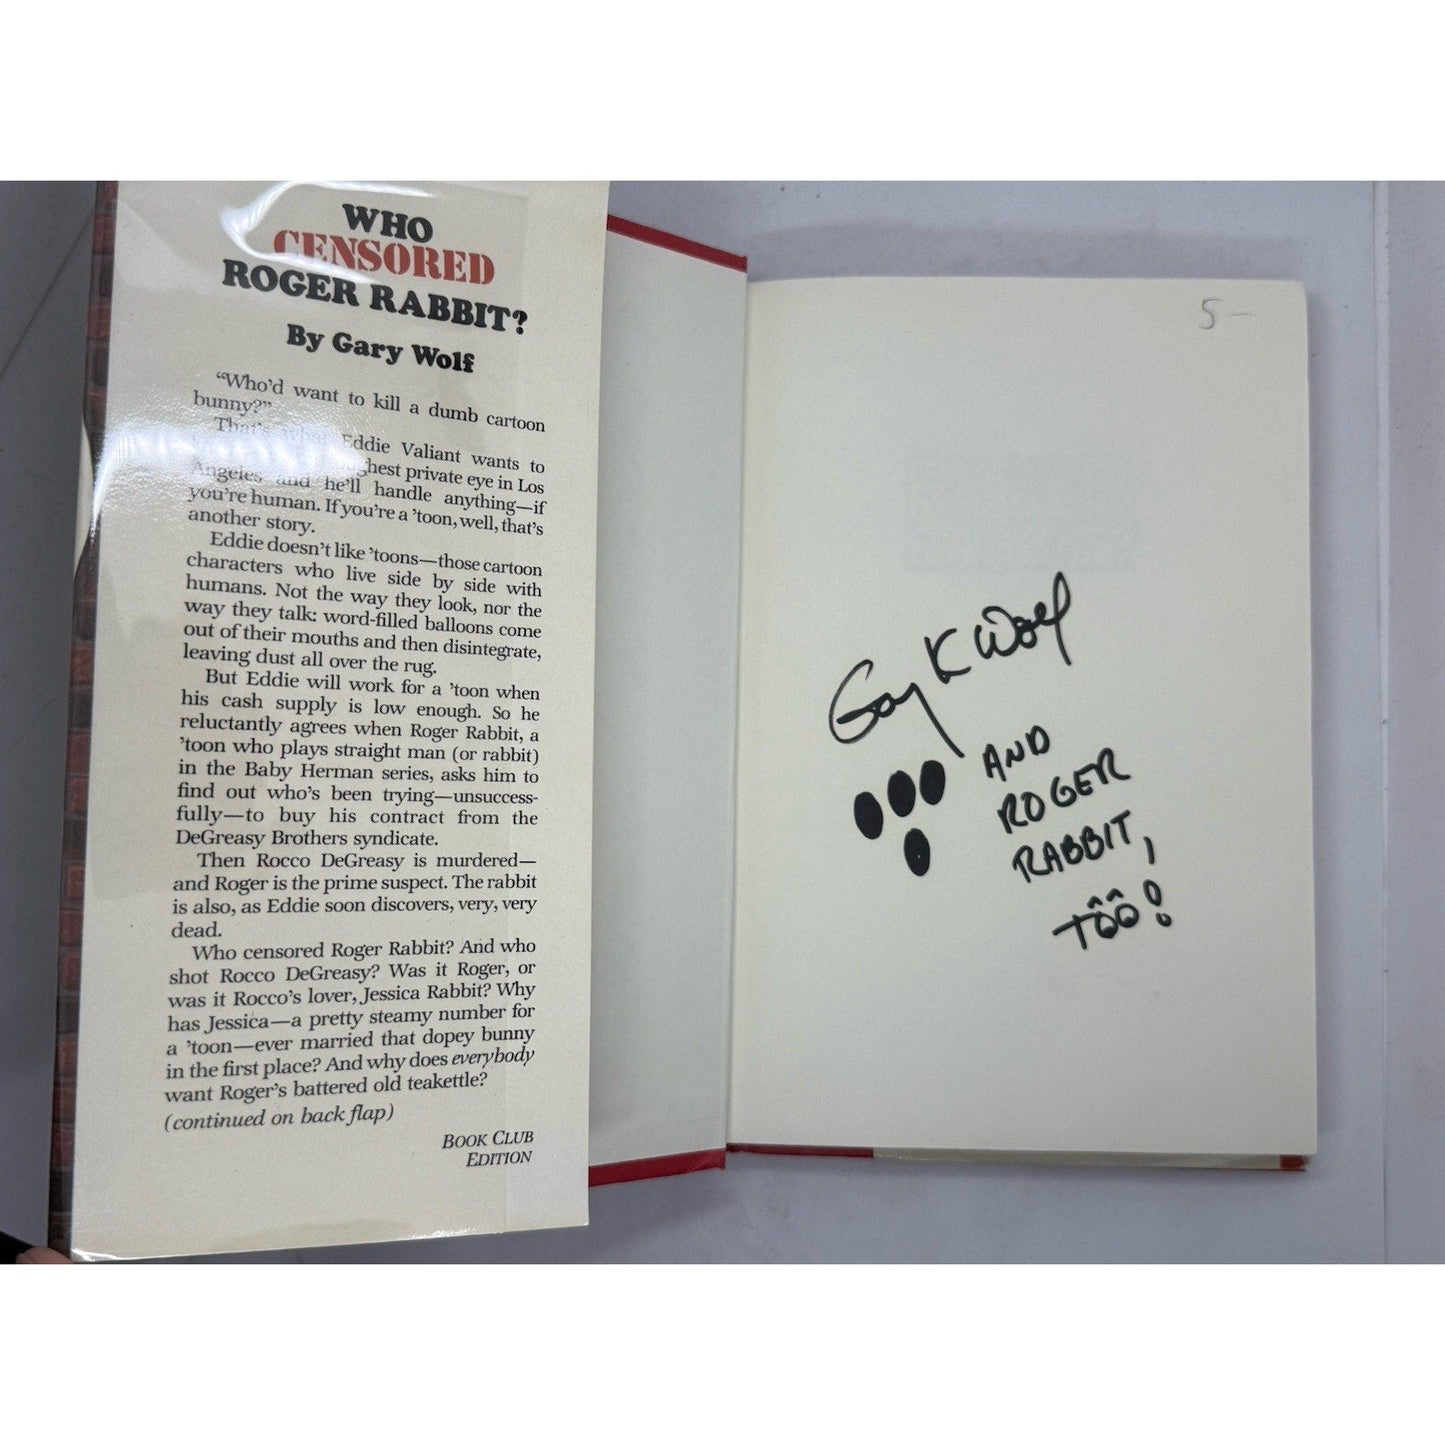 WHO
CENSORED
ROGER RABBIT?
By Gary Wolf
“Who’d want to kill a dumb cartoon
bunny?”
That’s what Eddie Valiant wants to
private eye in Los
Angeles, and he’ll handle anything—if
you’re human. If you’re a ’toon, well, that’s
another story.
Eddie doesn’t like ’toons—those cartoon
characters who live side by side with
humans. Not the way they look, nor the
way they talk: word-filled balloons come
out of their mouths and then disintegrate,
leaving dust all over the rug.
But Eddie will work for a ’toon when
his cash supply is low enough. So he
reluctantly agrees when Roger Rabbit, a
’toon who plays straight man (or rabbit)
in the Baby Herman series, asks him to
find out who’s been trying—unsuccess-
fully—to buy his contract from the
DeGreasy Brothers syndicate.
Then Rocco DeGreasy is murdered—
and Roger is the prime suspect. The rabbit
is also, as Eddie soon discovers, very, very
dead.
Who censored Roger Rabbit? And who
shot Rocco DeGreasy? Was it Roger, or
was it Rocco’s lover, Jessica Rabbit? Why
has Jessica—a pretty steamy number for
a ’toon—ever married that dopey bunny
in the first place? And why does everybody
want Roger’s battered old teakettle?
(continued on back flap)
BOOK CLUB
EDITION
5-
Gary K Wolf
AND
ROGER
RABBIT,
TÔÔ!